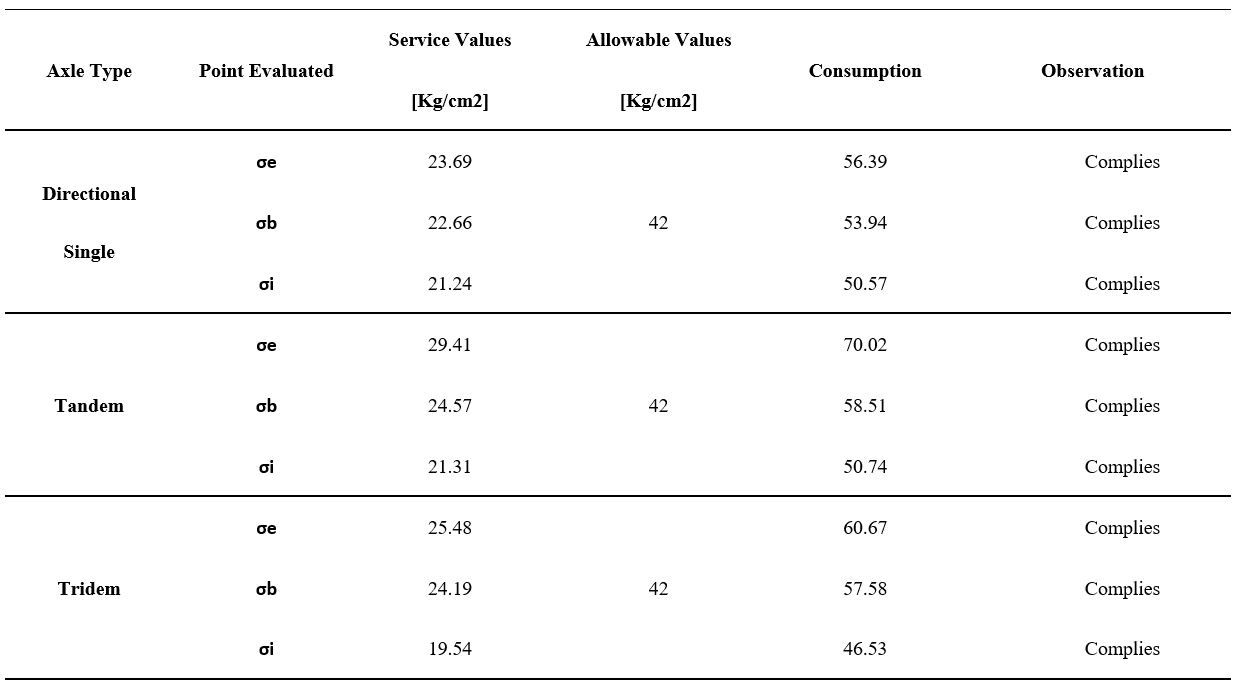 Axle Type Point Evaluated Service Values [Kg/cm2] Allowable Values [Kg/cm2] Consumption Observation
Directional Single
σe 23.69 56.39 Complies
σb 22.66 42 53.94 Complies
σi 21.24 50.57 Complies
Tandem
σe 29.41 70.02 Complies
σb 24.57 42 58.51 Complies
σi 21.31 50.74 Complies
Tridem
σe 25.48 60.67 Complies
σb 24.19 42 57.58 Complies
σi 19.54 46.53 Complies